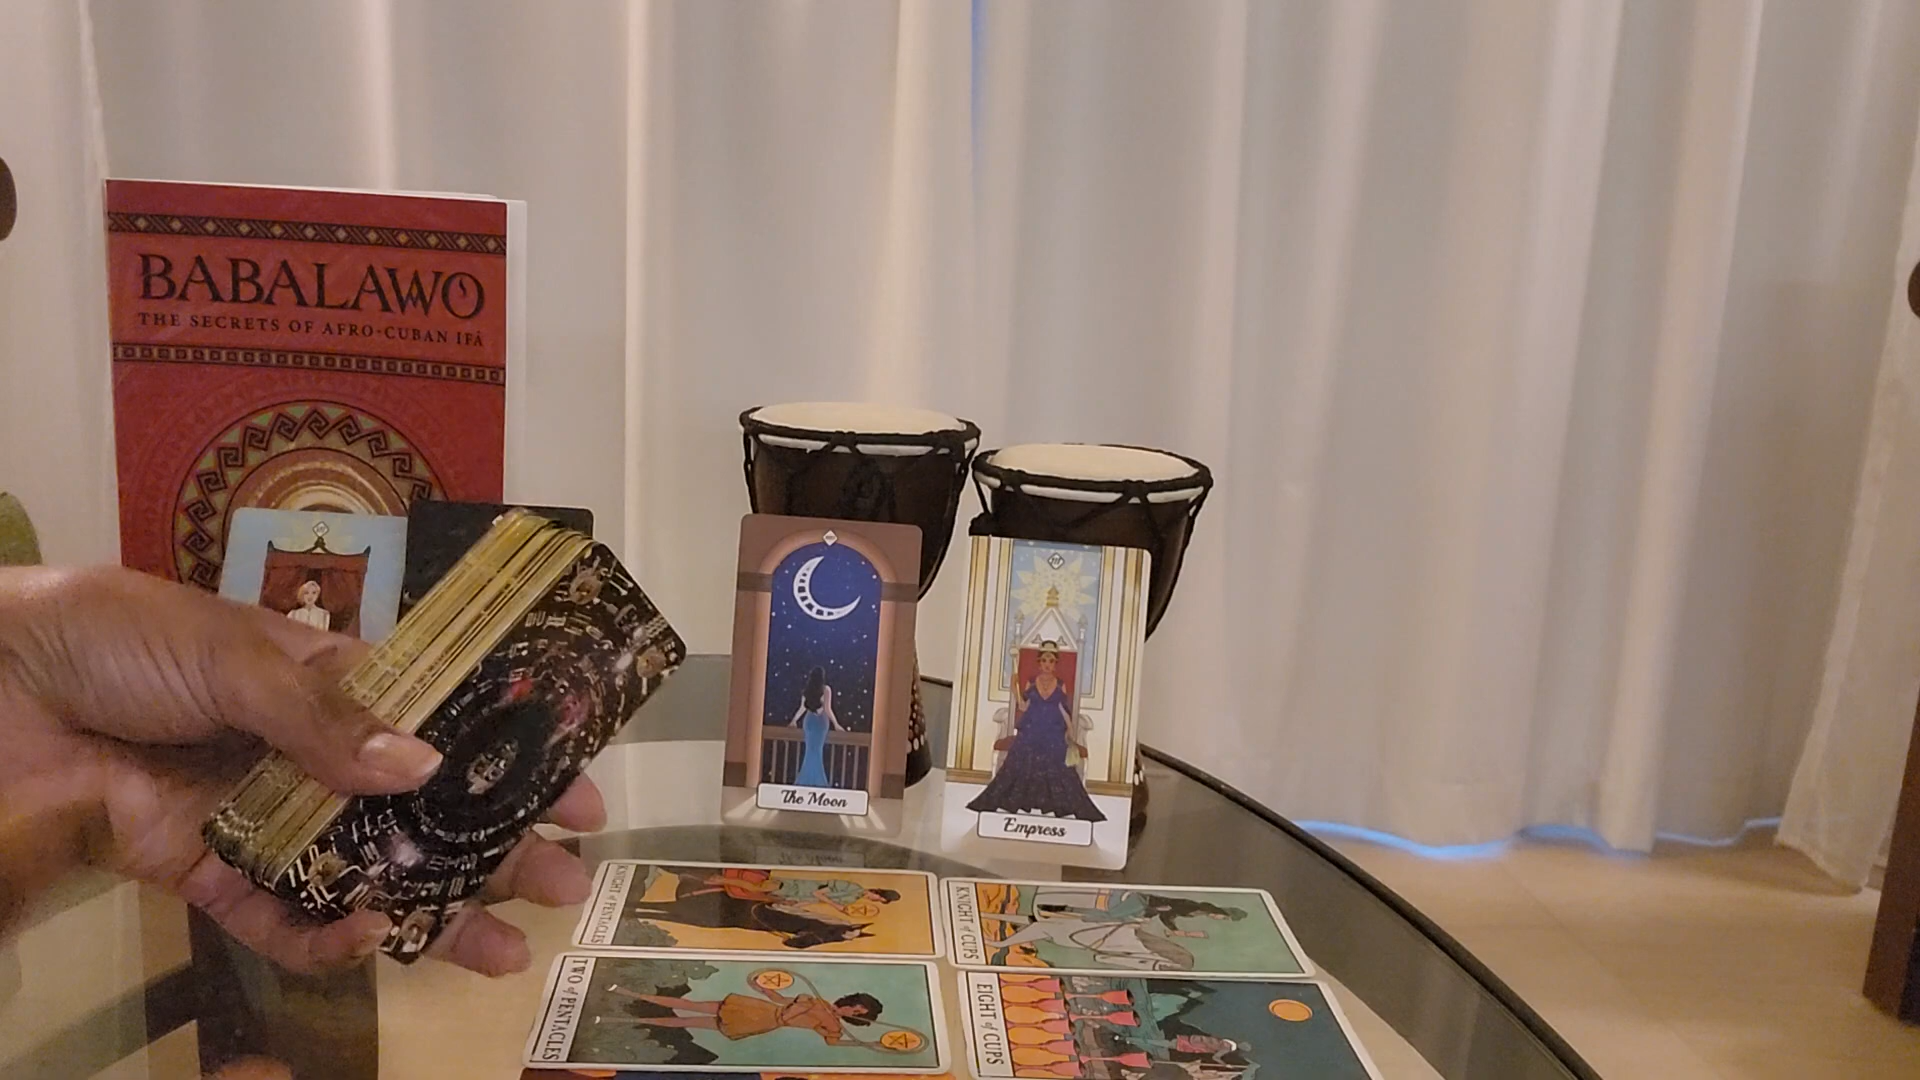 BABALAWO
THE SECRETS OF AFRO-CUBAN IFÁ
The Moon
Empress
KNIGHT of PENTACLES
KNIGHT of CUPS
TWO of PENTACLES
EIGHT of CUPS